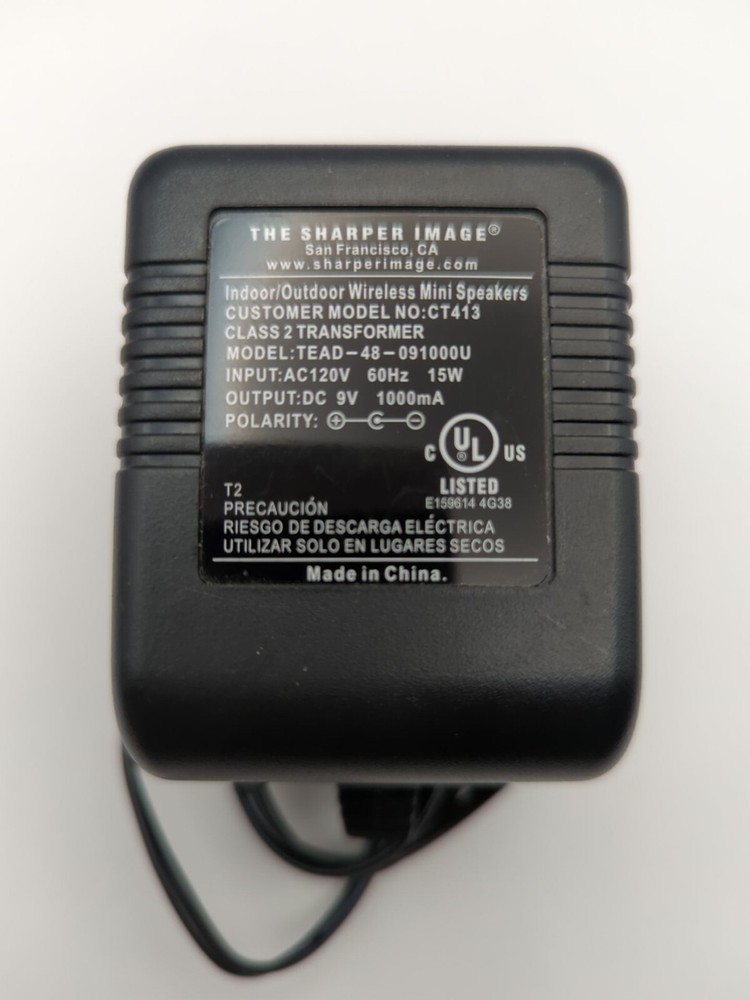 THE SHARPER IMAGE®
San Francisco, CA
www.sharperimage.com
Indoor/Outdoor Wireless Mini Speakers
CUSTOMER MODEL NO:CT413
CLASS 2 TRANSFORMER
MODEL:TEAD-48-091000U
INPUT:AC120V 60Hz 15W
OUTPUT:DC 9V 1000mA
POLARITY: + C -
C UL ® US
LISTED
E159614 4G38
T2
PRECAUCIÓN
RIESGO DE DESCARGA ELÉCTRICA
UTILIZAR SOLO EN LUGARES SECOS
Made in China.